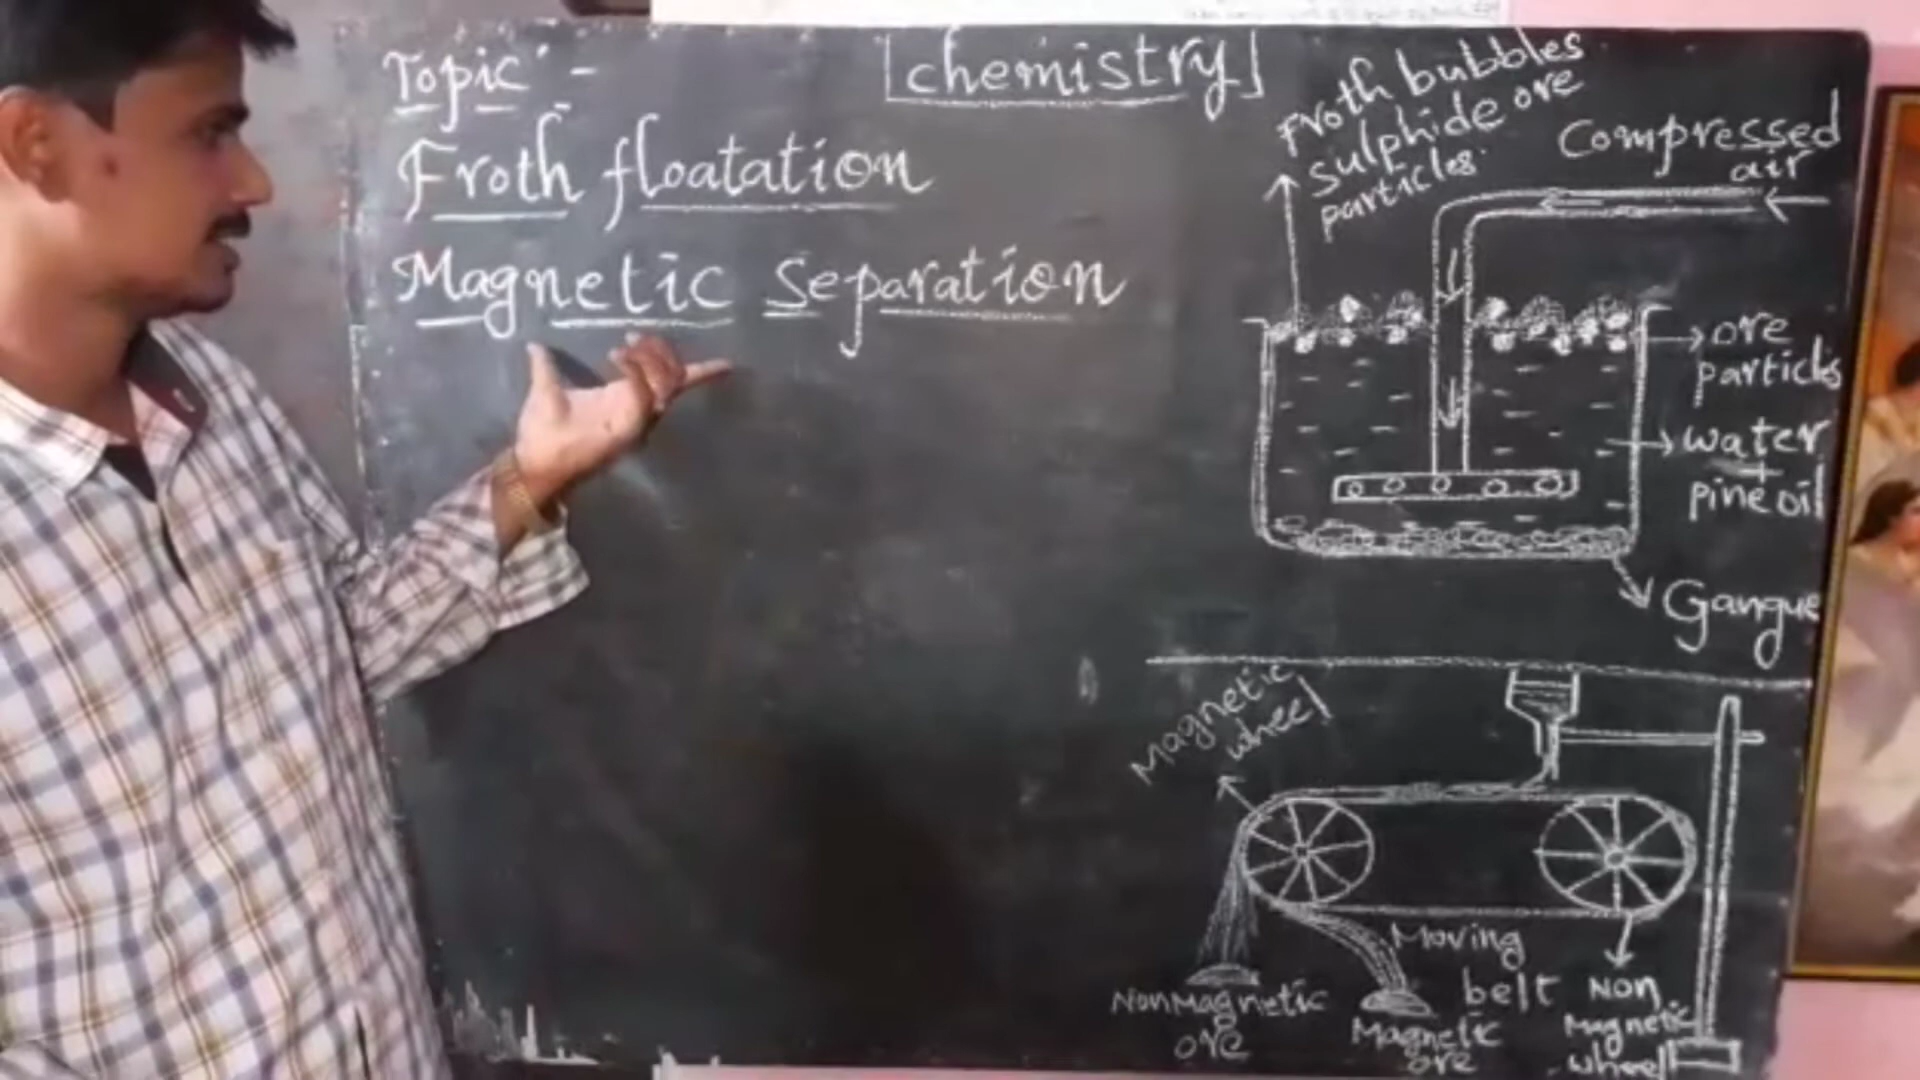 Topic :-
[chemistry]
Froth floatation
Magnetic Separation
Froth bubbles
sulphide ore
particles.
Compressed
air
ore
particles
water
+
pine oil
Gangue
Magnetic
wheel
Moving
belt
NonMagnetic
ore
Magnetic
ore
Non
Magnetic
wheel